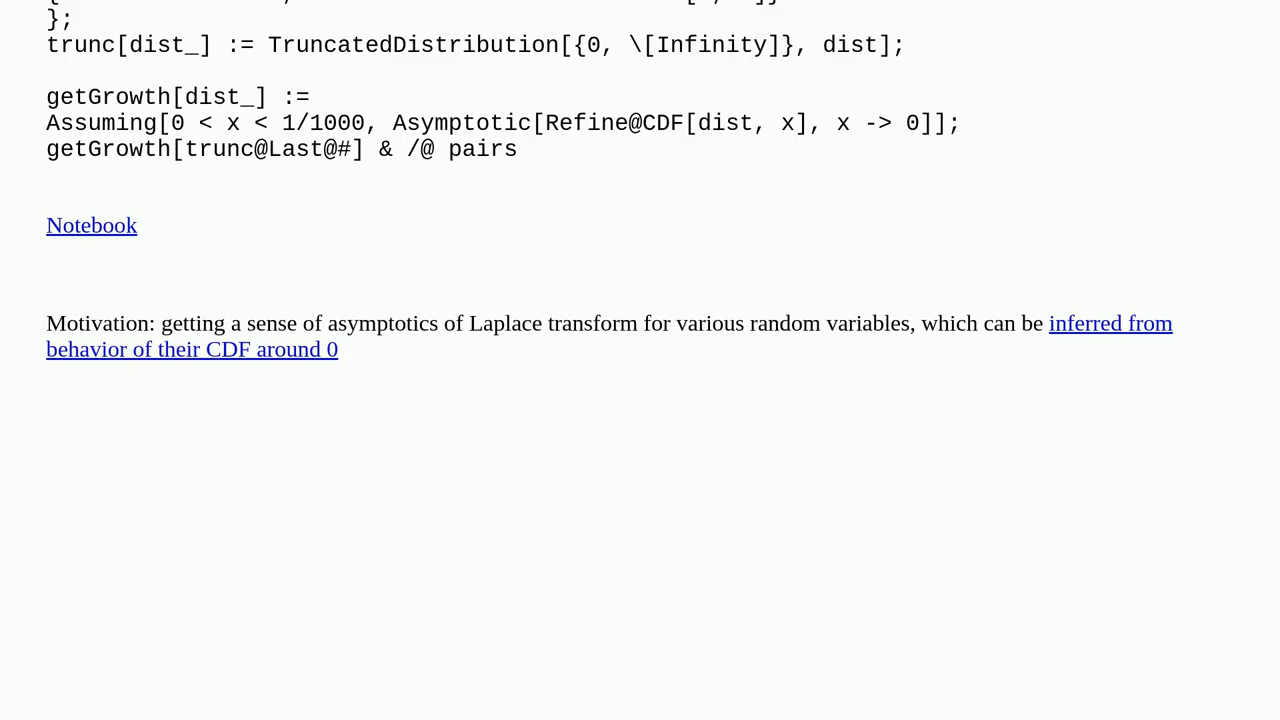 };
trunc[dist_] := TruncatedDistribution[{0, \[Infinity]}, dist];
getGrowth[dist_] :=
Assuming[0 < x < 1/1000, Asymptotic[Refine@CDF[dist, x], x -> 0]];
getGrowth[trunc@Last@#] & /@ pairs
Notebook
Motivation: getting a sense of asymptotics of Laplace transform for various random variables, which can be inferred from
behavior of their CDF around 0